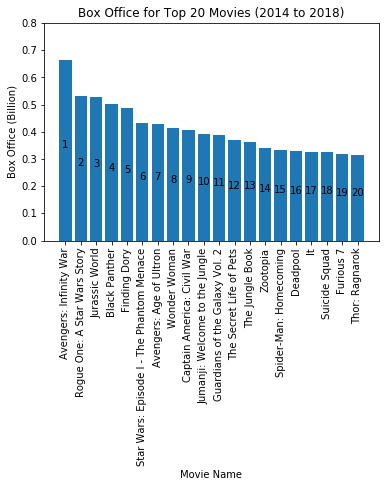 Box Office for Top 20 Movies (2014 to 2018)
Box Office (Billion)
0.8
0.7
0.6
0.5
0.4
0.3
0.2
0.1
0.0
1
2
3
4
5
6
7
8
9
10
11
12
13
14
15
16
17
18
19
20
Avengers: Infinity War
Rogue One: A Star Wars Story
Jurassic World
Black Panther
Finding Dory
Star Wars: Episode I - The Phantom Menace
Avengers: Age of Ultron
Wonder Woman
Captain America: Civil War
Jumanji: Welcome to the Jungle
Guardians of the Galaxy Vol. 2
The Secret Life of Pets
The Jungle Book
Zootopia
Spider-Man: Homecoming
Deadpool
It
Suicide Squad
Furious 7
Thor: Ragnarok
Movie Name